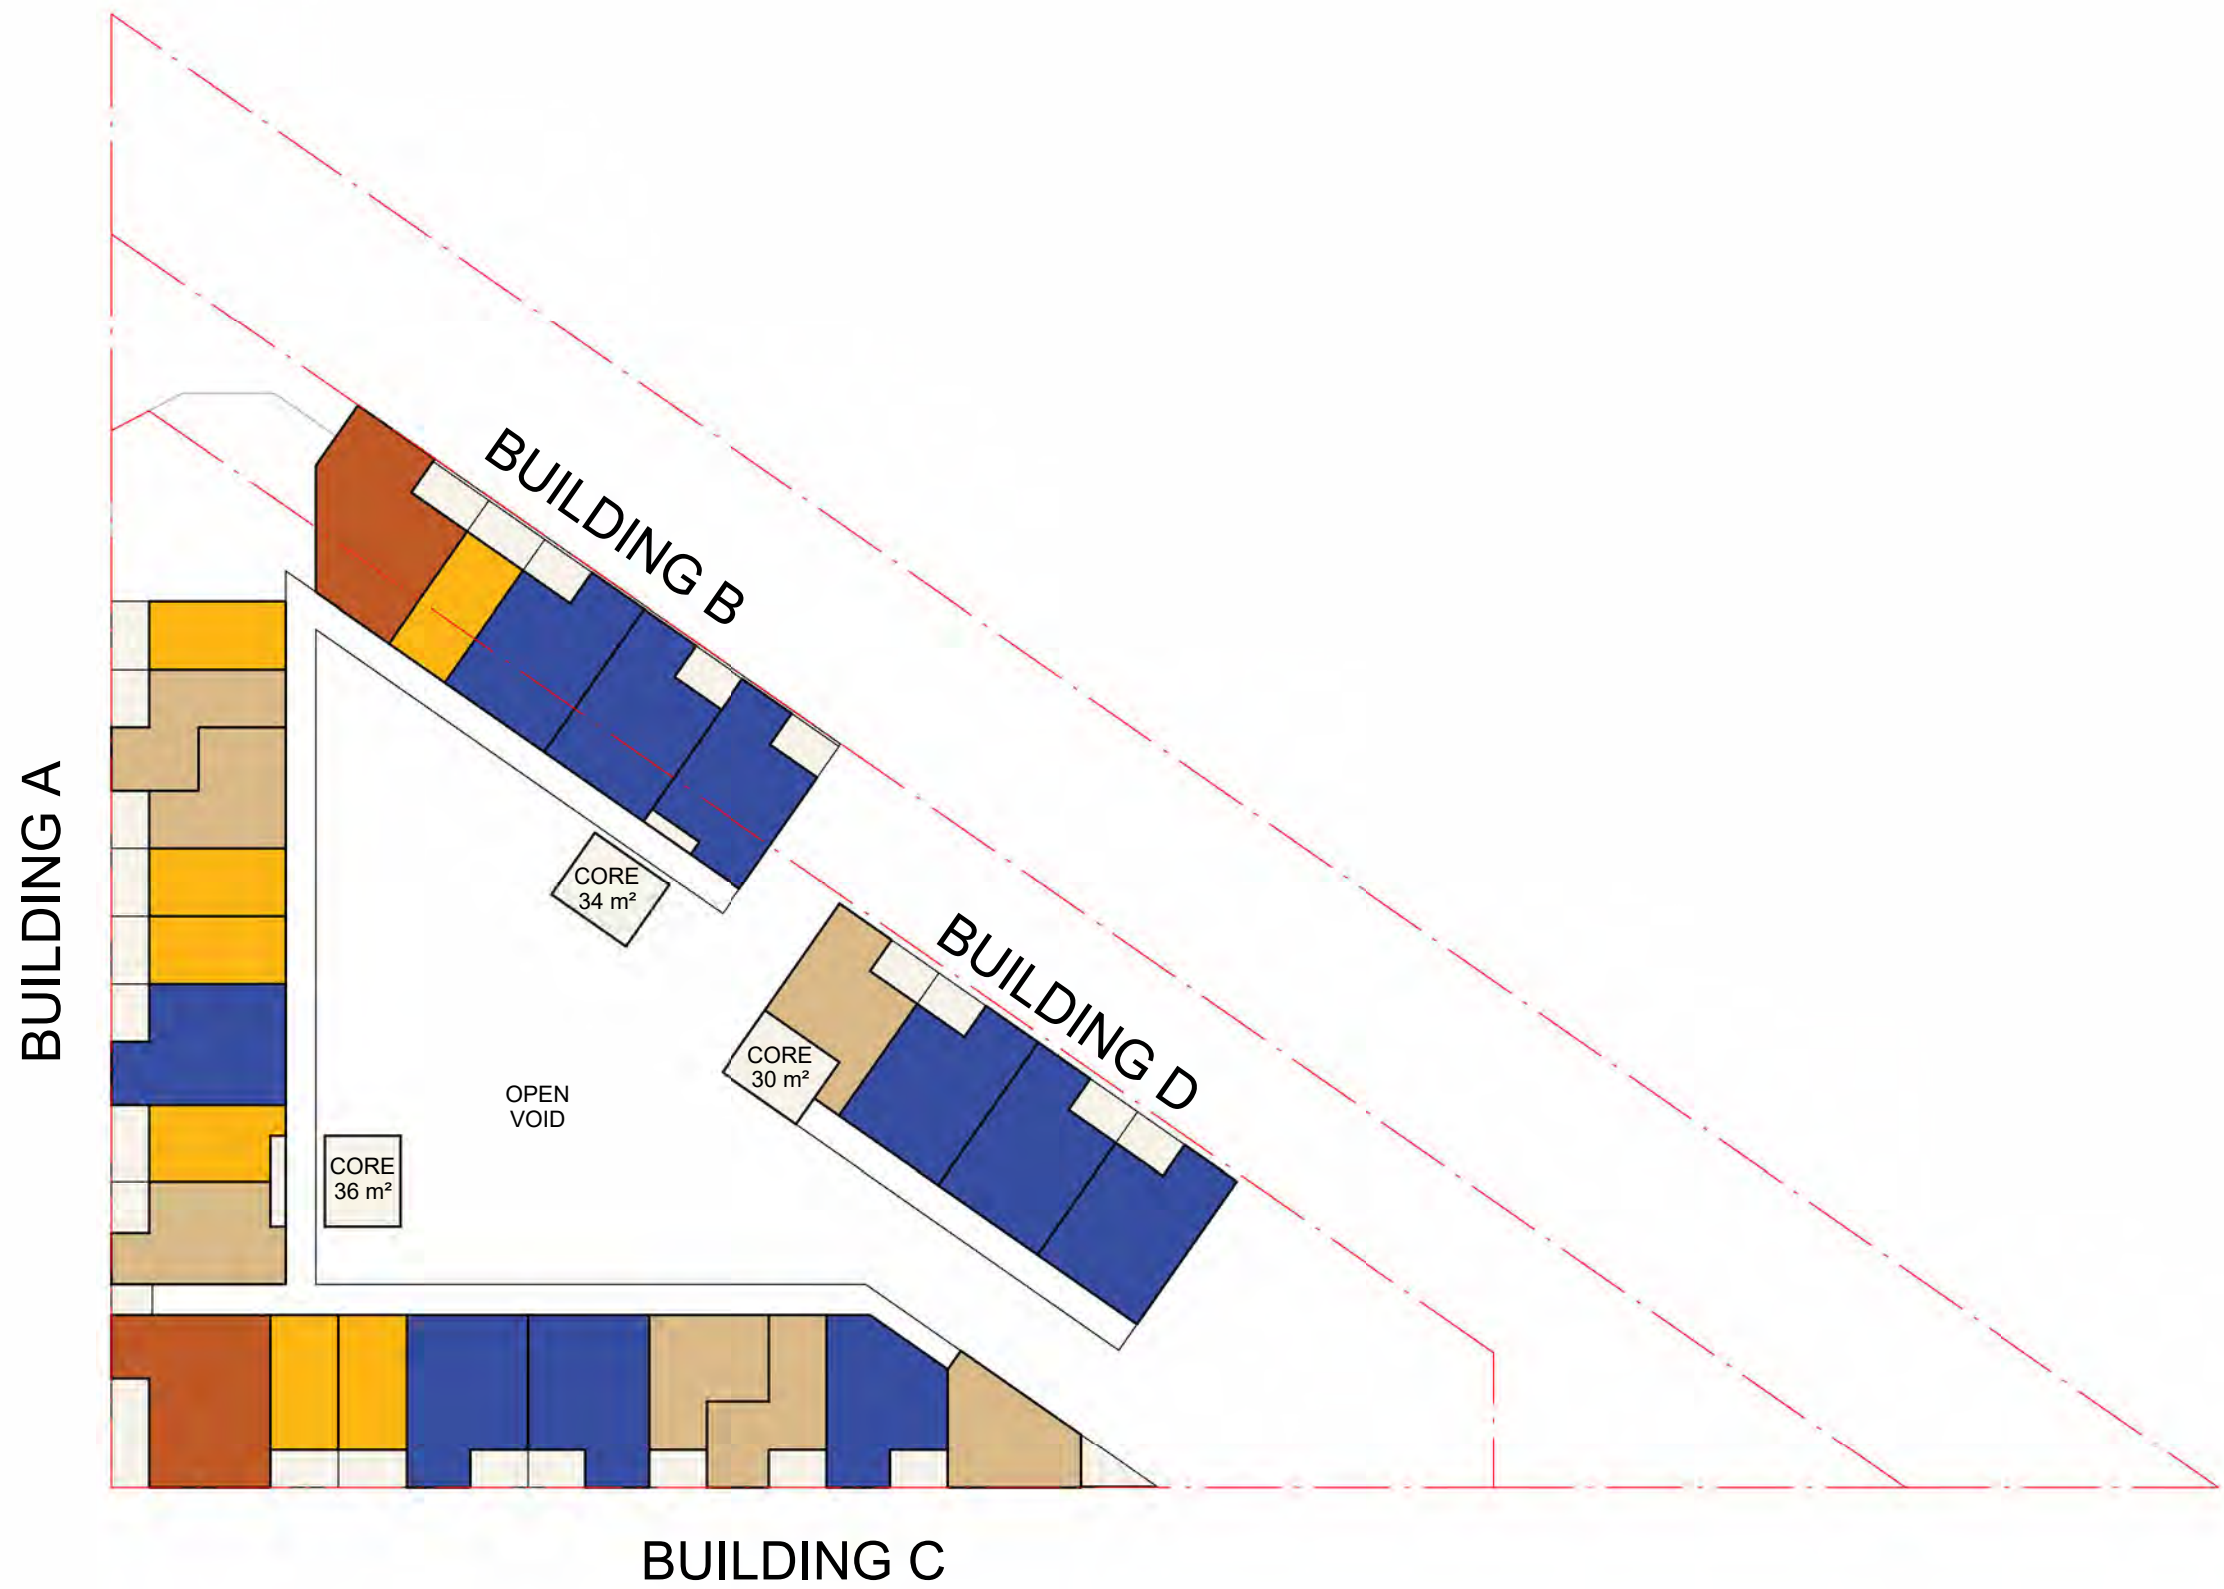 BUILDING B
BUILDING A
CORE
34 m²
BUILDING D
CORE
30 m²
OPEN
VOID
CORE
36 m²
BUILDING C